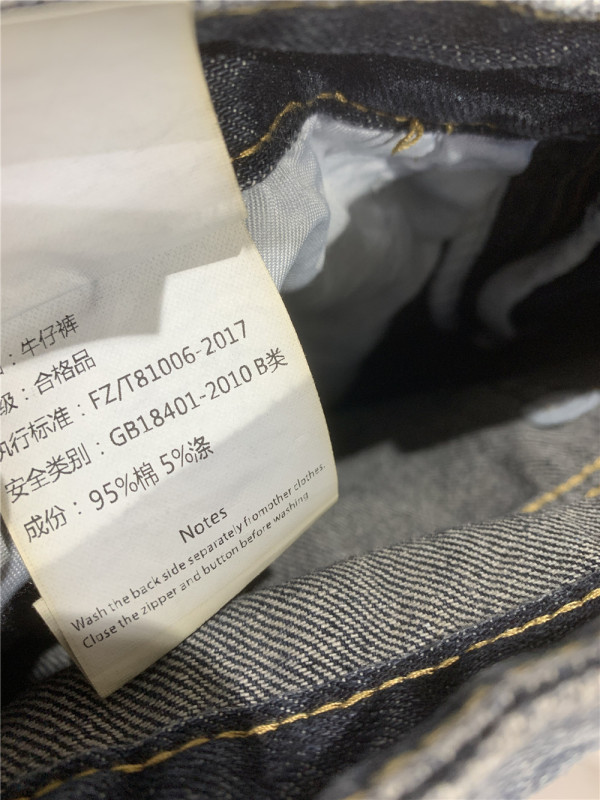 ：牛仔裤
级：合格品
执行标准：FZ/T81006-2017
安全类别：GB18401-2010 B类
成份：95%棉 5%涤
Notes
Wash the back side separately fromother clothes.
Close the zipper and button before washing